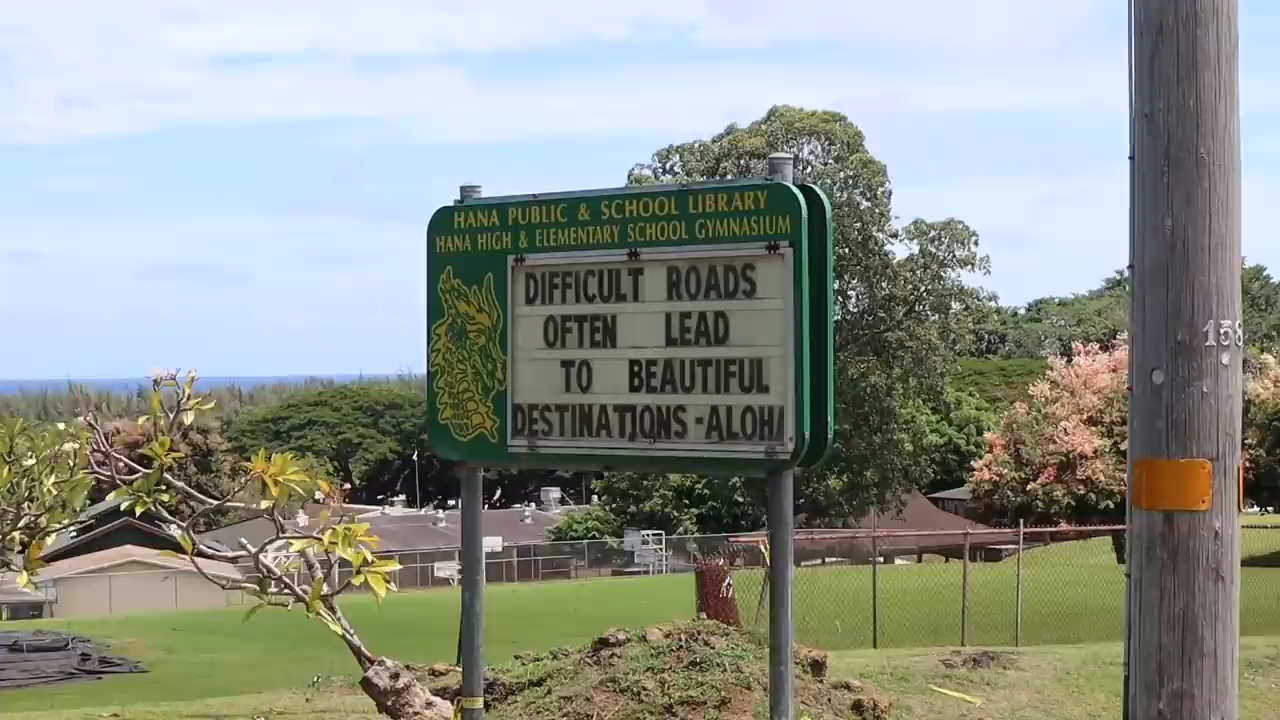 HANA PUBLIC & SCHOOL LIBRARY
HANA HIGH & ELEMENTARY SCHOOL GYMNASIUM
DIFFICULT ROADS
OFTEN LEAD
TO BEAUTIFUL
DESTINATIONS-ALOHA
158